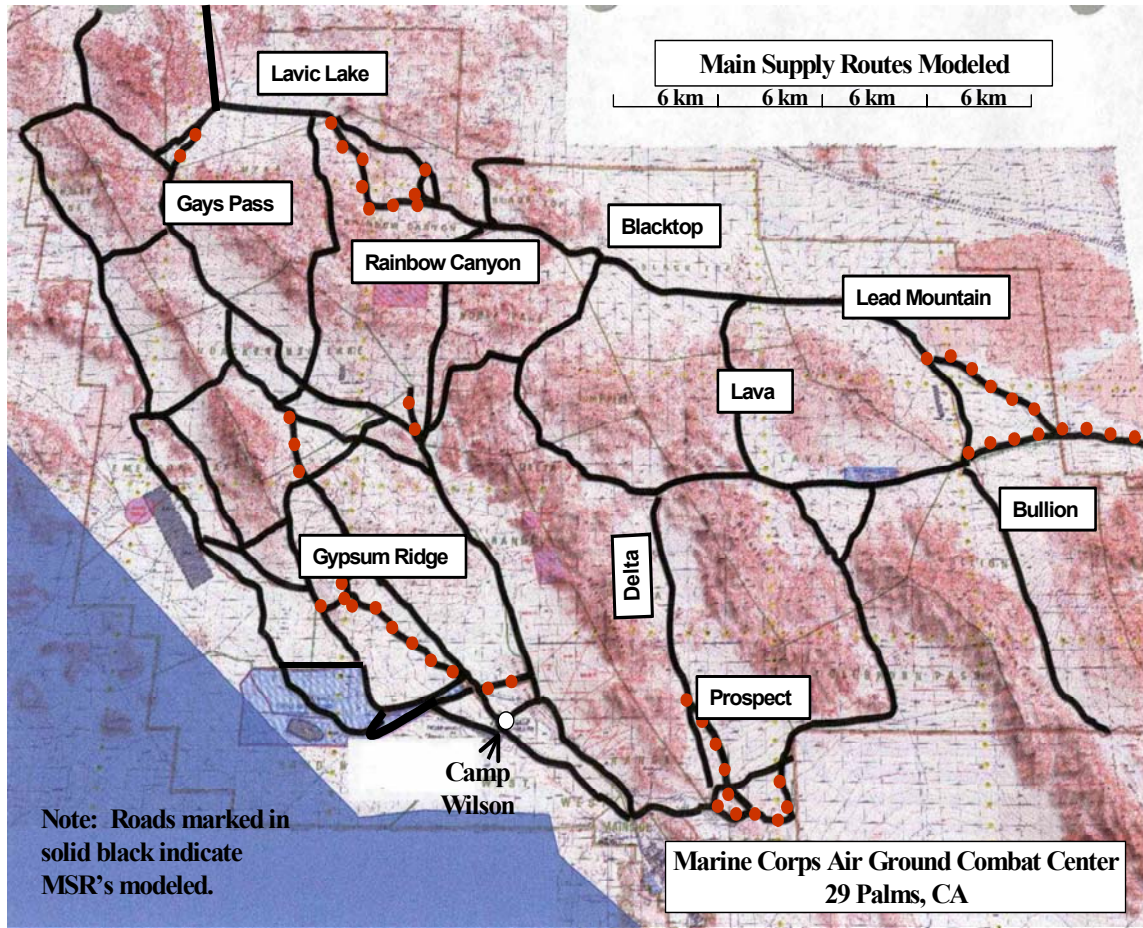 Main Supply Routes Modeled
6 km 6 km 6 km 6 km
Lavic Lake
Gays Pass
Blacktop
Rainbow Canyon
Lead Mountain
Lava
Bullion
Gypsum Ridge
Delta
Prospect
Camp
Wilson
Note: Roads marked in
solid black indicate
MSR's modeled.
Marine Corps Air Ground Combat Center
29 Palms, CA